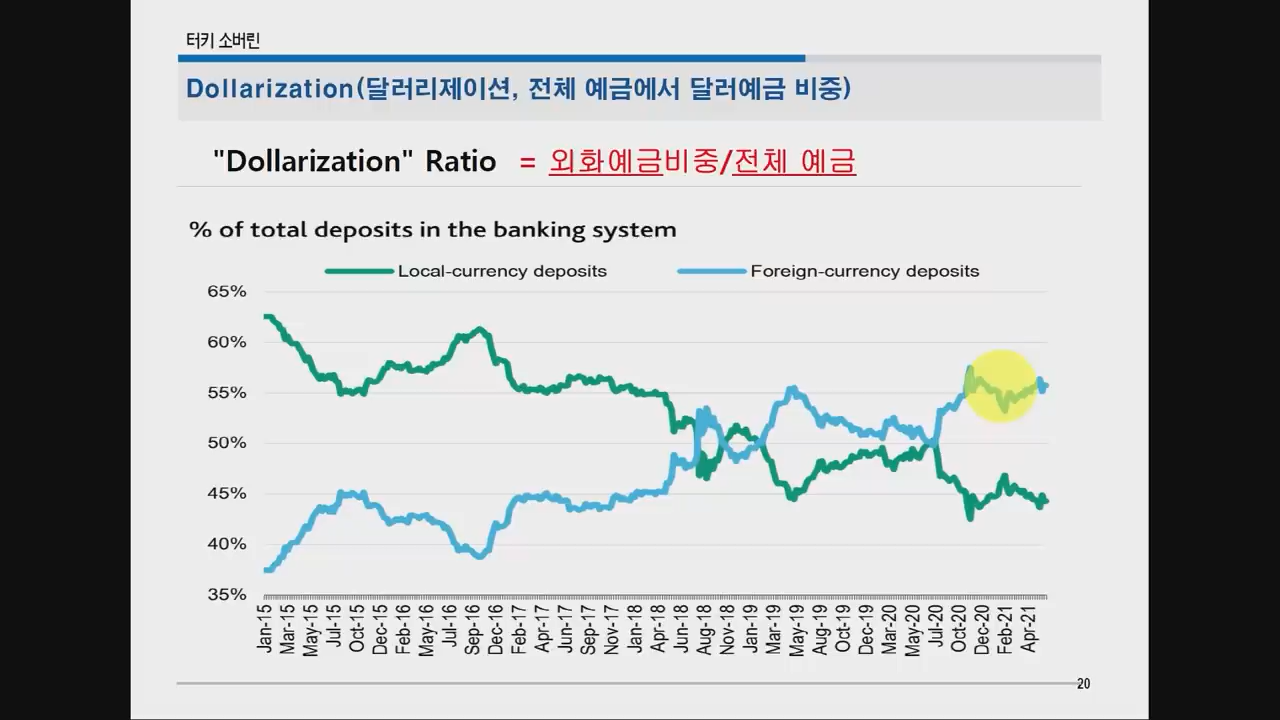 터키 소버린
Dollarization(달러리제이션, 전체 예금에서 달러예금 비중)
"Dollarization" Ratio = 외화예금비중/전체 예금
% of total deposits in the banking system
Local-currency deposits Foreign-currency deposits
65%
60%
55%
50%
45%
40%
35%
Jan-15 Mar-15 May-15 Jul-15 Oct-15 Dec-15 Feb-16 May-16 Jul-16 Sep-16 Dec-16 Feb-17 Apr-17 Jun-17 Sep-17 Nov-17 Jan-18 Apr-18 Jun-18 Aug-18 Nov-18 Jan-19 Mar-19 May-19 Aug-19 Oct-19 Dec-19 Mar-20 May-20 Jul-20 Oct-20 Dec-20 Feb-21 Apr-21
20